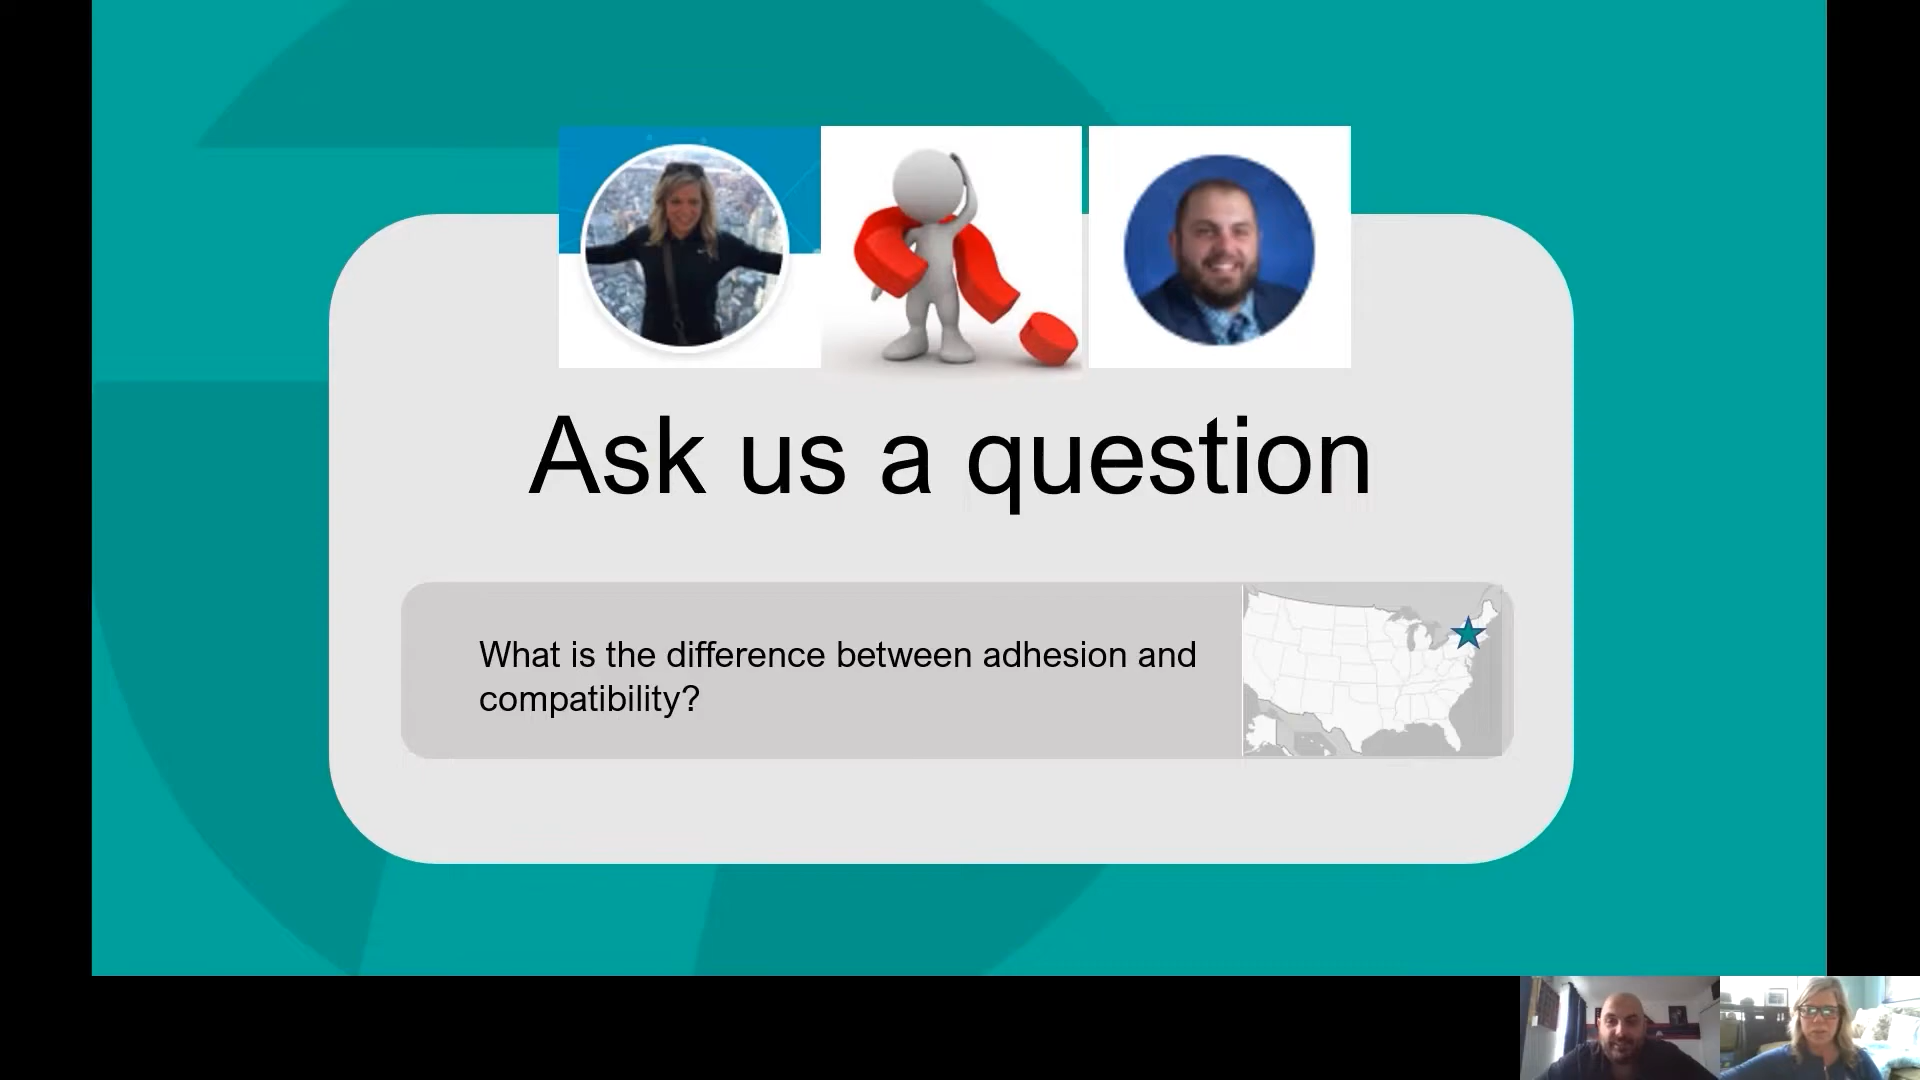 Ask us a question
What is the difference between adhesion and
compatibility?